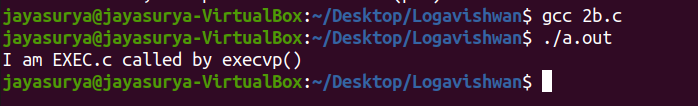 jayasurya@jayasurya-VirtualBox:~/Desktop/Logavishwan$ gcc 2b.c
jayasurya@jayasurya-VirtualBox:~/Desktop/Logavishwan$ ./a.out
I am EXEC.c called by execvp()
jayasurya@jayasurya-VirtualBox:~/Desktop/Logavishwan$